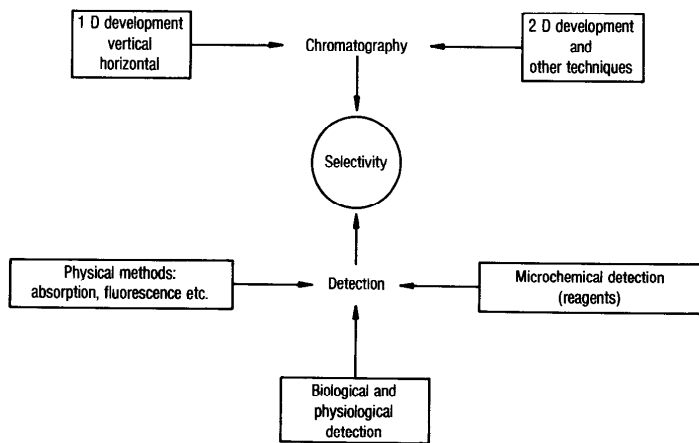 1 D development
vertical
horizontal
Chromatography
2 D development
and
other techniques
Selectivity
Physical methods:
absorption, fluorescence etc.
Detection
Microchemical detection
(reagents)
Biological and
physiological
detection